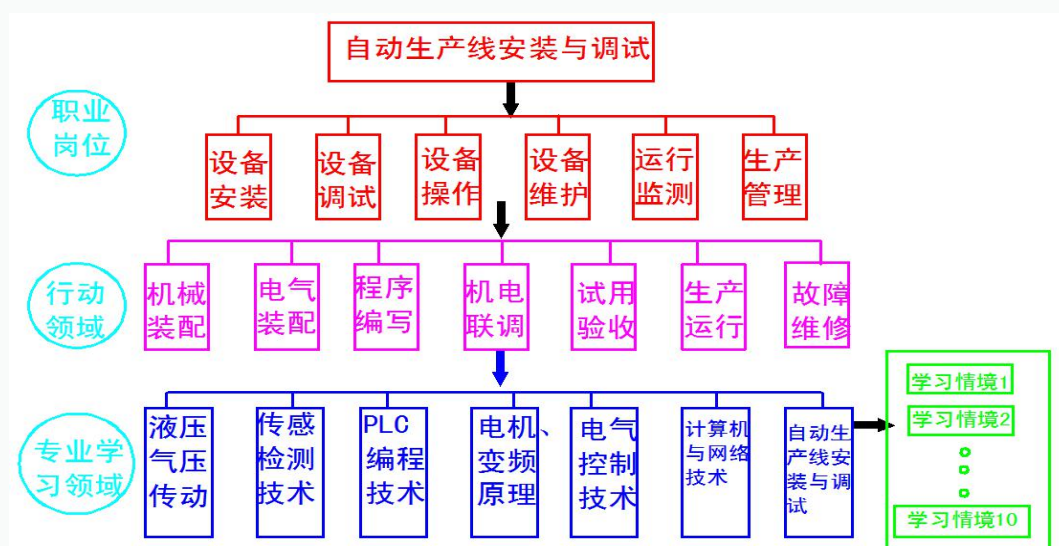 自动生产线安装与调试
职业
岗位
设备
安装
设备
调试
设备
操作
设备
维护
运行
监测
生产
管理
行动
领域
机械
装配
电气
装配
程序
编写
机电
联调
试用
验收
生产
运行
故障
维修
专业学
习领域
液压
气压
传动
传感
检测
技术
PLC
编程
技术
电机、
变频
原理
电气
控制
技术
计算机
与网络
技术
自动生
产线安
装与调
试
学习情境1
学习情境2
学习情境10